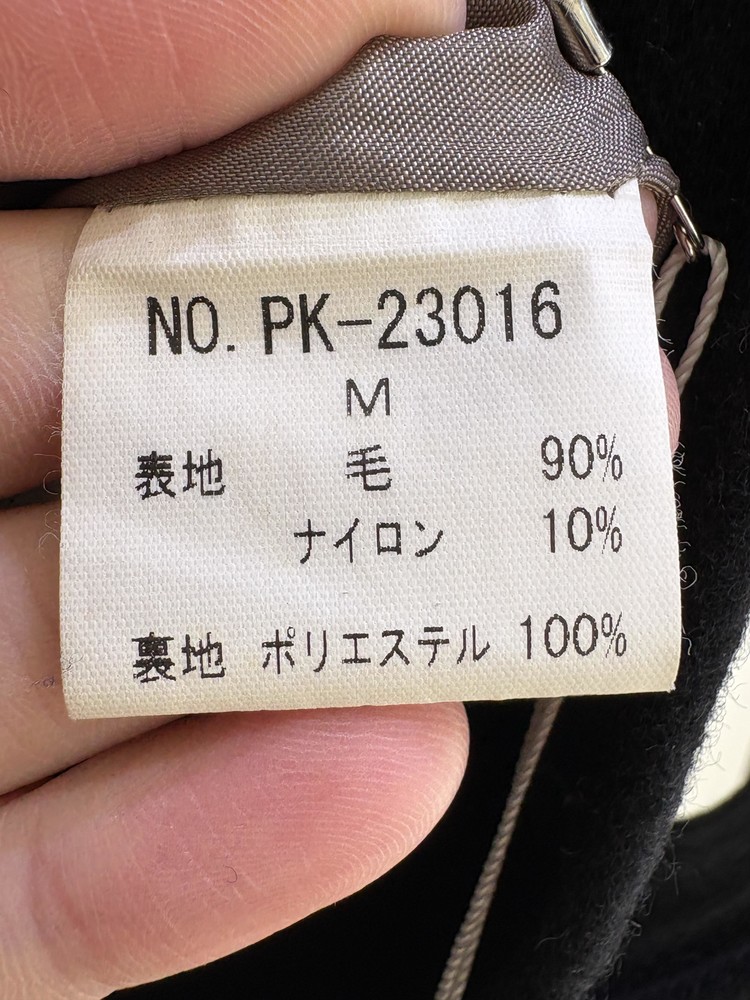 NO. PK-23016
M
表地 毛 90%
ナイロン 10%
裏地 ポリエステル 100%